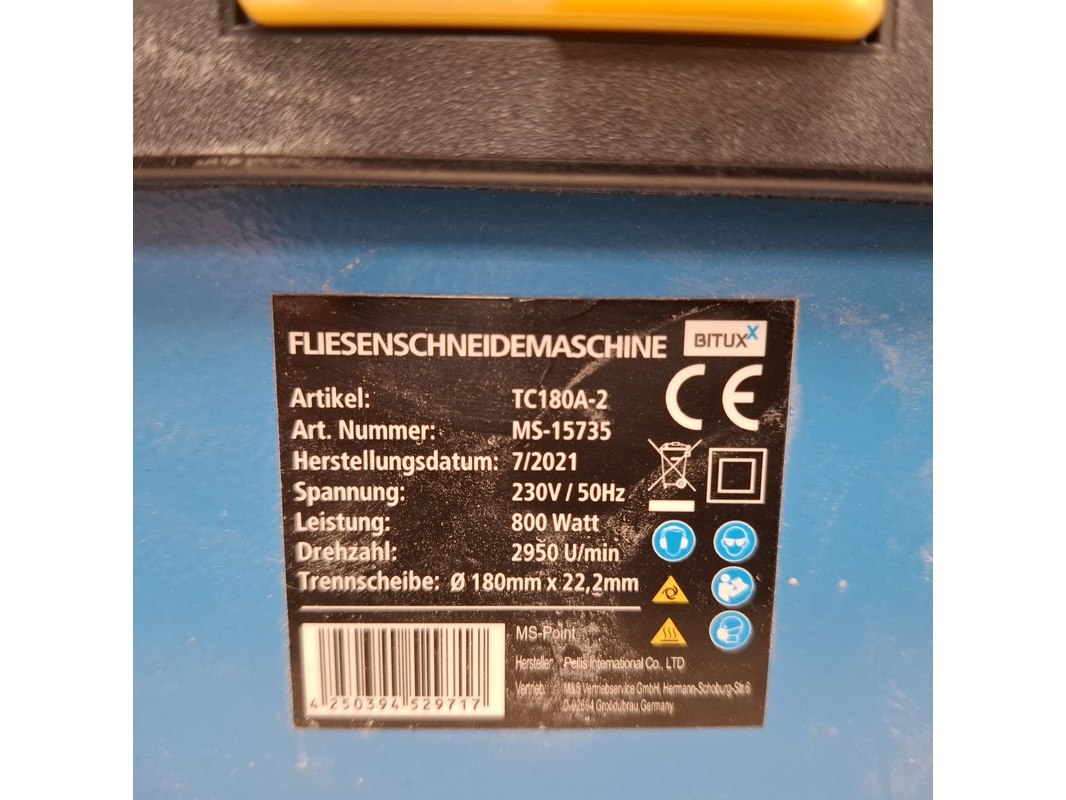 FLIESENSCHNEIDEMASCHINE BITUXX
CE
Artikel: TC180A-2
Art. Nummer: MS-15735
Herstellungsdatum: 7/2021
Spannung: 230V / 50Hz
Leistung: 800 Watt
Drehzahl: 2950 U/min
Trennscheibe: Ø 180mm x 22,2mm
MS-Point
Hersteller: Pellis International Co., LTD
Vertrieb: M&S Vertriebservice GmbH, Hermann-Schoburg-Str.6
D-02694 Großdubrau Germany
4 250394 529717